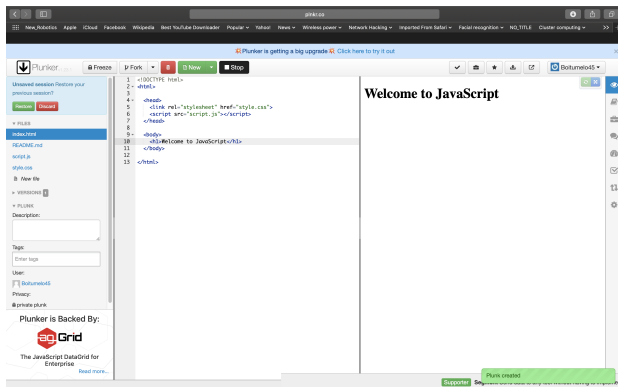 plnkr.co
New_Robotics Apple iCloud Facebook Wikipedia Best YouTube Downloader Popular Yahoo! News Wireless power Network Hacking Imported From Safari Facial recognition NO_TITLE Cluster computing >>
Plunker is getting a big upgrade Click here to try it out
Plunker Freeze Fork New Stop Boitumelo45
Unsaved session Restore your
previous session?
Restore Discard
FILES
index.html
README.md
script.js
style.css
New file
VERSIONS
PLUNK
Description:
Tags:
Enter tags
User:
Boitumelo45
Privacy:
private plunk
Plunker is Backed
By:
ag Grid
The JavaScript DataGrid for
Enterprise
Read more...
1 <!DOCTYPE html>
2 <html>
3
4 <head>
5 <link rel="stylesheet" href="style.css">
6 <script src="script.js"></script>
7 </head>
8
9 <body>
10 <h1>Welcome to JavaScript</h1>
11 </body>
12
13 </html>
Welcome to JavaScript
Supporter
Plunk created